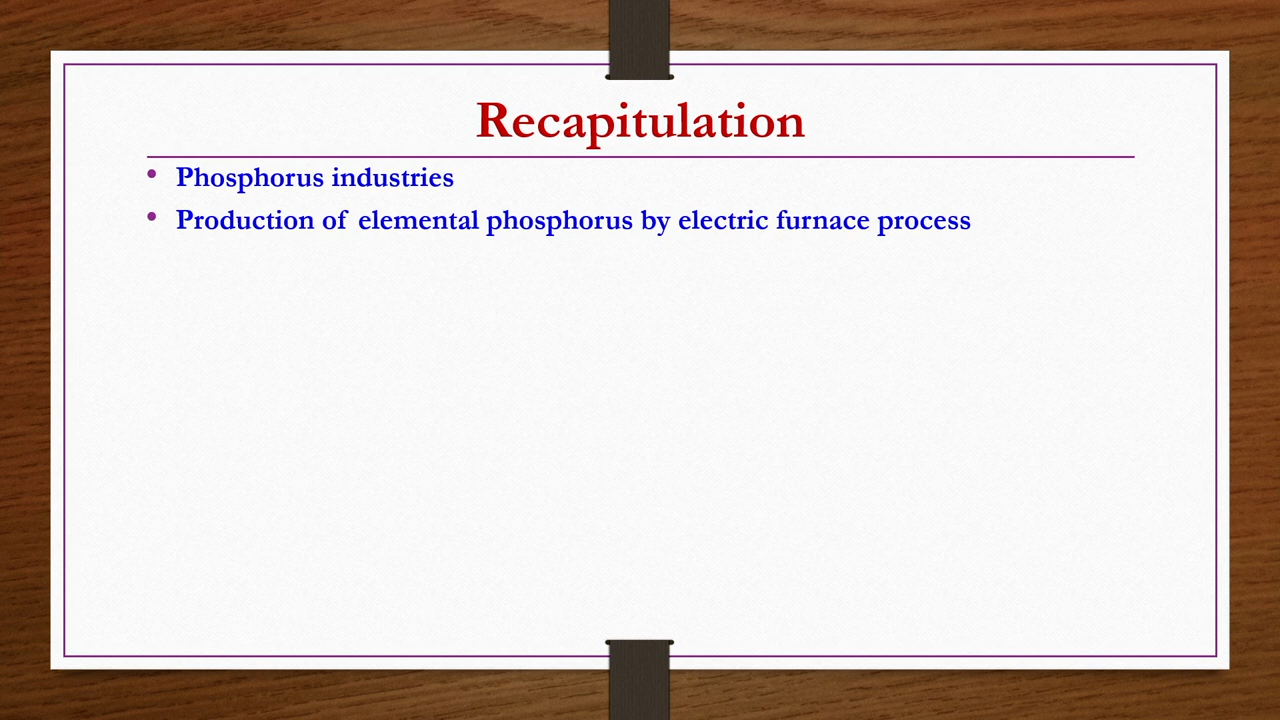 Recapitulation
• Phosphorus industries
• Production of elemental phosphorus by electric furnace process